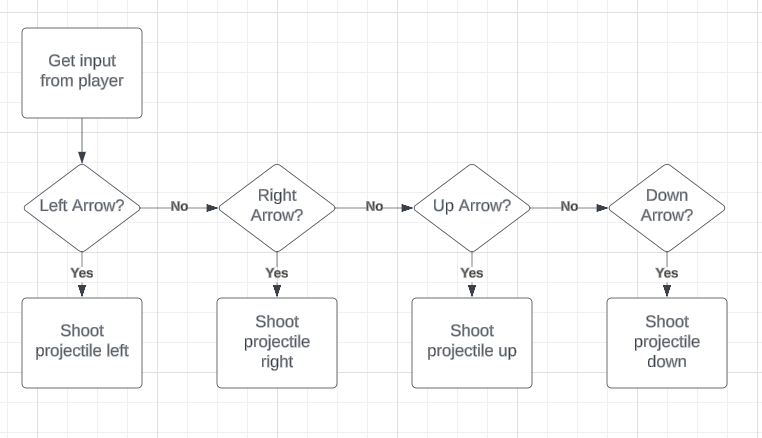 Get input
from player
Left Arrow?
No
Right
Arrow?
No
Up Arrow?
No
Down
Arrow?
Yes
Yes
Yes
Yes
Shoot
projectile left
Shoot
projectile
right
Shoot
projectile up
Shoot
projectile
down